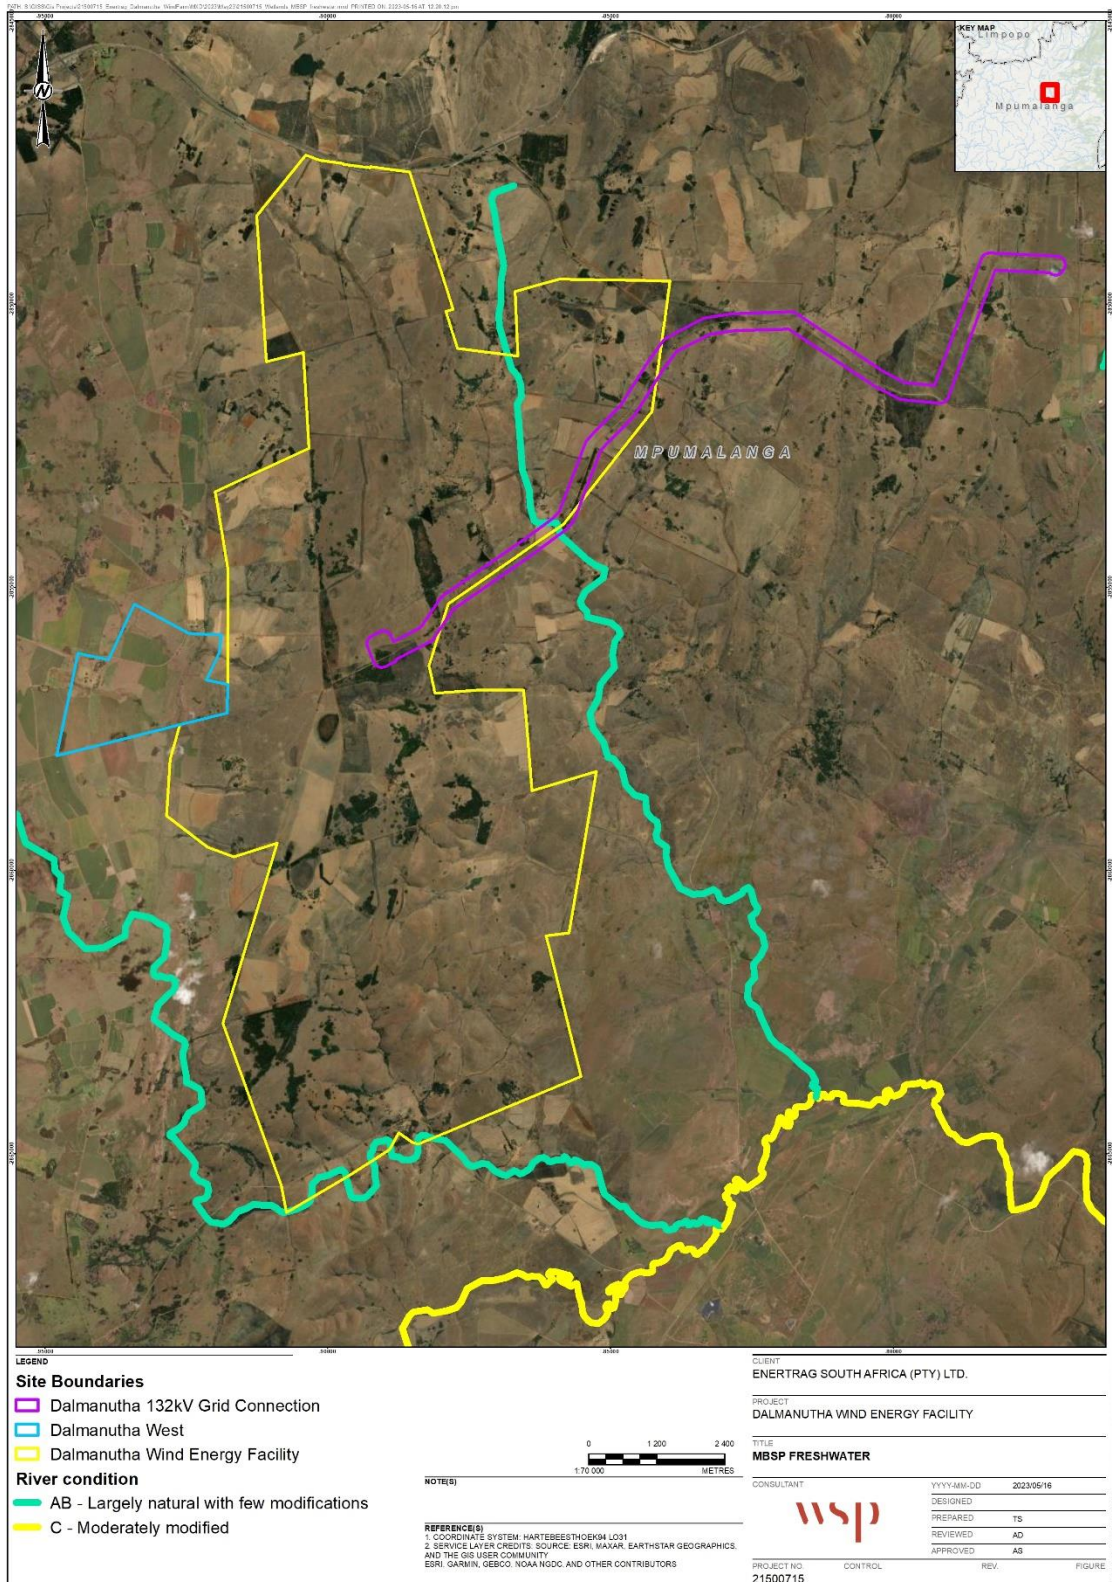 KEY MAP
Limpopo
Mpumalanga
N
MPUMALANGA
LEGEND
Site Boundaries
Dalmanutha 132kV Grid Connection
Dalmanutha West
Dalmanutha Wind Energy Facility
River condition
AB - Largely natural with few modifications
C - Moderately modified
0 1 200 2 400
1:70 000 METRES
NOTE(S)
REFERENCE(S)
1. COORDINATE SYSTEM: HARTEBEESTHOEK94 LO31
2. SERVICE LAYER CREDITS: SOURCE: ESRI, MAXAR, EARTHSTAR GEOGRAPHICS,
AND THE GIS USER COMMUNITY
ESRI, GARMIN, GEBCO, NOAA NGDC, AND OTHER CONTRIBUTORS
CLIENT
ENERTRAG SOUTH AFRICA (PTY) LTD.
PROJECT
DALMANUTHA WIND ENERGY FACILITY
TITLE
MBSP FRESHWATER
CONSULTANT
wsp
YYYY-MM-DD 2023/05/16
DESIGNED
PREPARED TS
REVIEWED AD
APPROVED AS
PROJECT NO. CONTROL REV. FIGURE
21500715